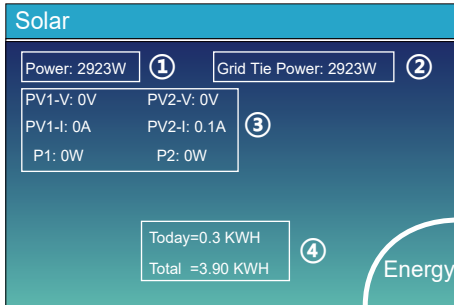 Solar
Power: 2923W ① Grid Tie Power: 2923W ②
PV1-V: 0V PV2-V: 0V
PV1-I: 0A PV2-I: 0.1A ③
P1: 0W P2: 0W
Today=0.3 KWH
④
Total =3.90 KWH
Energy